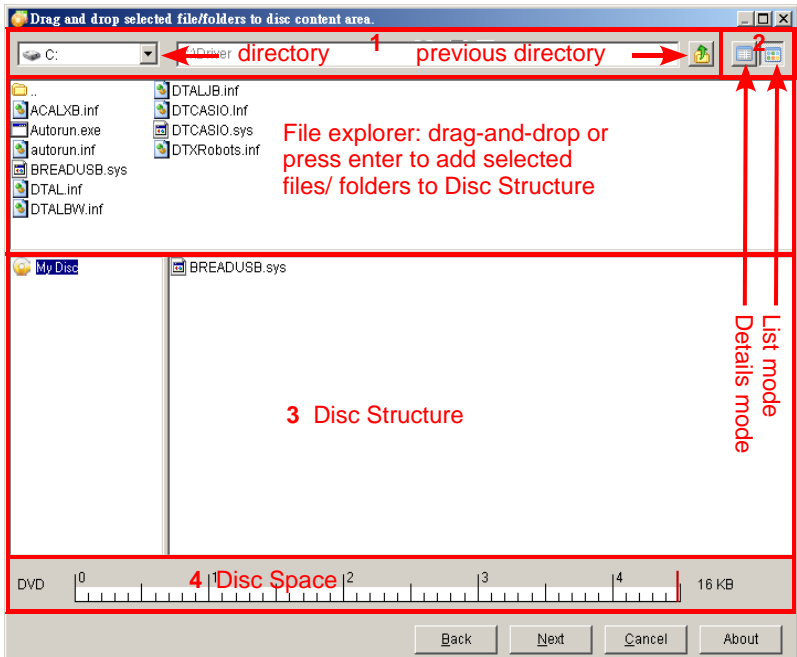 Drag and drop selected file/folders to disc content area.
C:
directory
C:\Driver
1
previous directory
2
..
ACALXB.inf
Autorun.exe
autorun.inf
BREADUSB.sys
DTAL.inf
DTALBW.inf
DTALJB.inf
DTCASIO.Inf
DTCASIO.sys
DTXRobots.inf
File explorer: drag-and-drop or
press enter to add selected
files/ folders to Disc Structure
My Disc
BREADUSB.sys
Details mode
List mode
3 Disc Structure
DVD
0
1
2
3
4
4 Disc Space
16 KB
Back
Next
Cancel
About